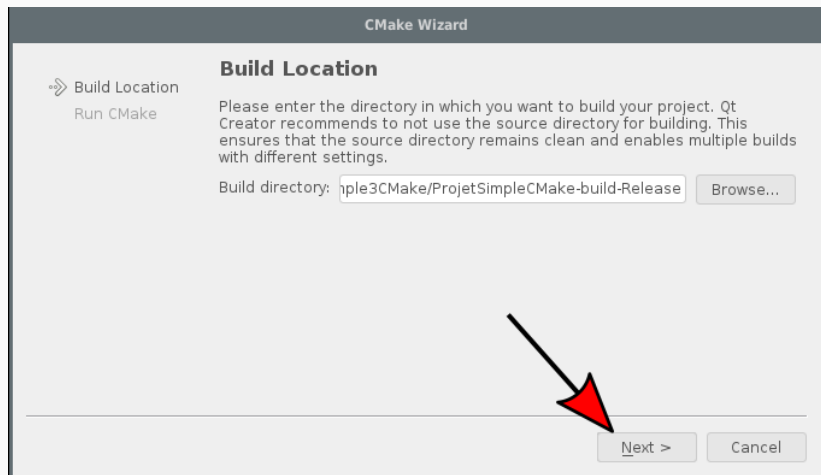 CMake Wizard
Build Location
Run CMake
Build Location
Please enter the directory in which you want to build your project. Qt
Creator recommends to not use the source directory for building. This
ensures that the source directory remains clean and enables multiple builds
with different settings.
Build directory: nple3CMake/ProjetSimpleCMake-build-Release Browse...
Next > Cancel